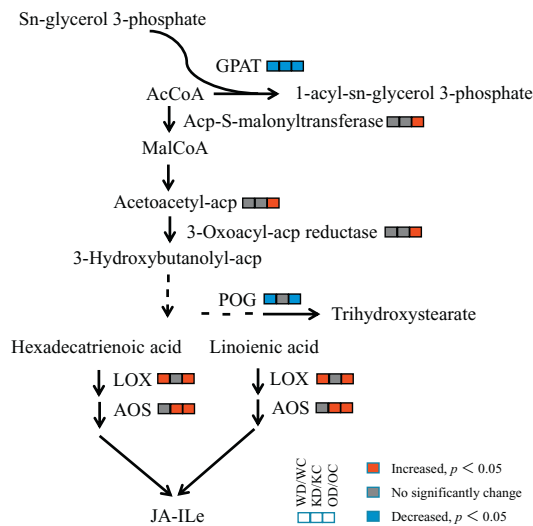 Sn-glycerol 3-phosphate
GPAT
AcCoA
1-acyl-sn-glycerol 3-phosphate
Acp-S-malonyltransferase
MalCoA
Acetoacetyl-acp
3-Oxoacyl-acp reductase
3-Hydroxybutanolyl-acp
POG
Trihydroxystearate
Hexadecatrienoic acid
Linoienic acid
LOX
LOX
AOS
AOS
JA-ILe
WD/WC
KD/KC
OD/OC
Increased, p < 0.05
No significantly change
Decreased, p < 0.05